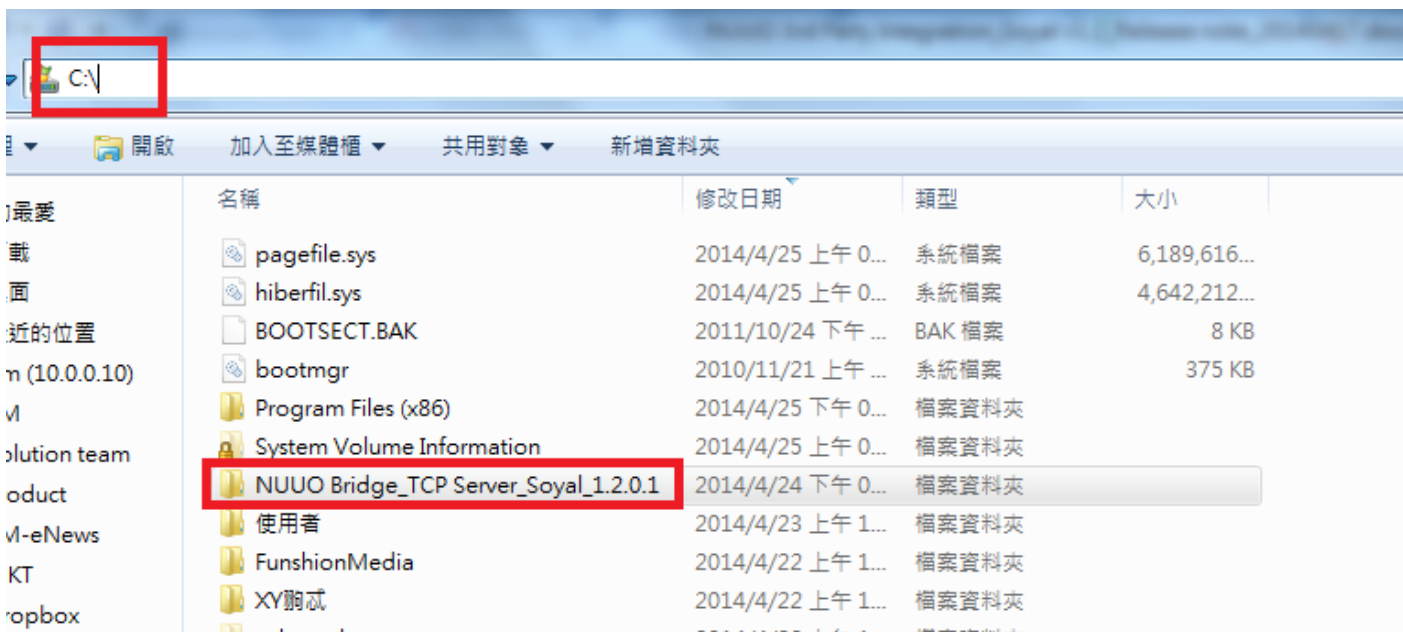 C:\
開啟 加入至媒體櫃 共用對象 新增資料夾
名稱 修改日期 類型 大小
最愛
載
pagefile.sys 2014/4/25 上午 0... 系統檔案 6,189,616...
面
hiberfil.sys 2014/4/25 上午 0... 系統檔案 4,642,212...
近的位置
BOOTSECT.BAK 2011/10/24 下午 ... BAK 檔案 8 KB
m (10.0.0.10)
bootmgr 2010/11/21 上午 ... 系統檔案 375 KB
M
Program Files (x86) 2014/4/25 下午 0... 檔案資料夾
olution team
System Volume Information 2014/4/25 上午 0... 檔案資料夾
oduct
NUUO Bridge_TCP Server_Soyal_1.2.0.1 2014/4/24 下午 0... 檔案資料夾
M-eNews
使用者 2014/4/23 上午 1... 檔案資料夾
KT
FunshionMedia 2014/4/22 上午 1... 檔案資料夾
ropbox
XY 2014/4/22 上午 1... 檔案資料夾